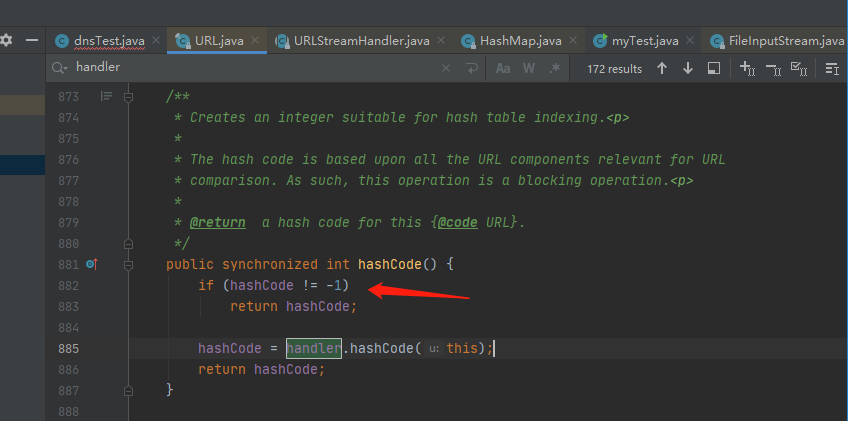 dnsTest.java × URL.java × URLStreamHandler.java × HashMap.java × myTest.java × FileInputStream.java
handler × Aa W .* 172 results
873 /**
874 * Creates an integer suitable for hash table indexing.<p>
875 *
876 * The hash code is based upon all the URL components relevant for URL
877 * comparison. As such, this operation is a blocking operation.<p>
878 *
879 * @return  a hash code for this {@code URL}.
880 */
881 public synchronized int hashCode() {
882 if (hashCode != -1)
883 return hashCode;
884
885 hashCode = handler.hashCode( u: this);
886 return hashCode;
887 }
888